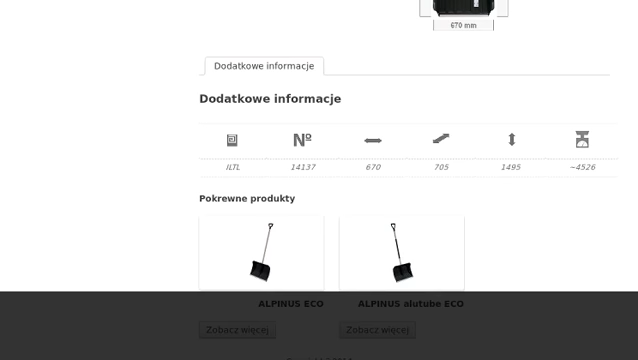 670 mm
Dodatkowe informacje
Dodatkowe informacje
Nº
ILTL 14137 670 705 1495 ~4526
Pokrewne produkty
ALPINUS ECO ALPINUS alutube ECO
Zobacz więcej Zobacz więcej